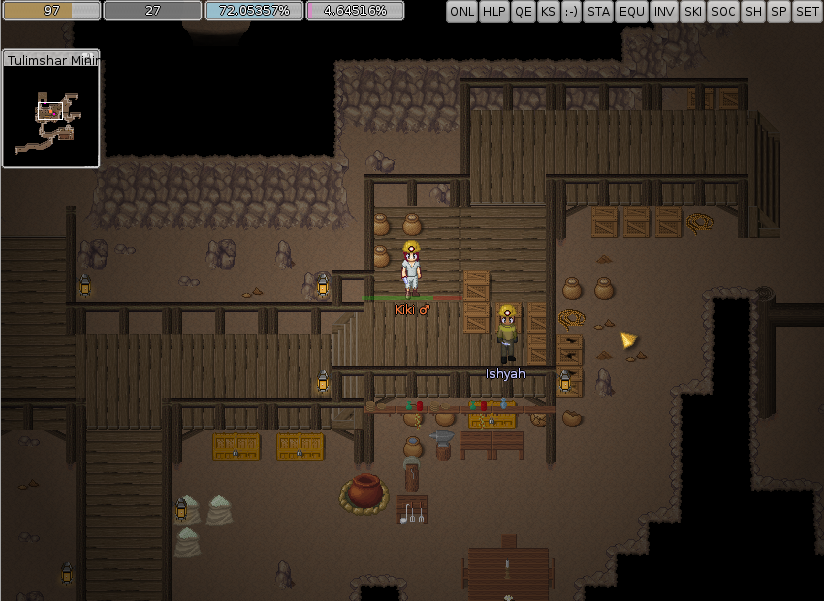 97 27 72.05357% 4.64516% ONL HLP QE KS :-) STA EQU INV SKI SOC SH SP SET
Tulimshar Minin
Kiki ♂
Ishyah